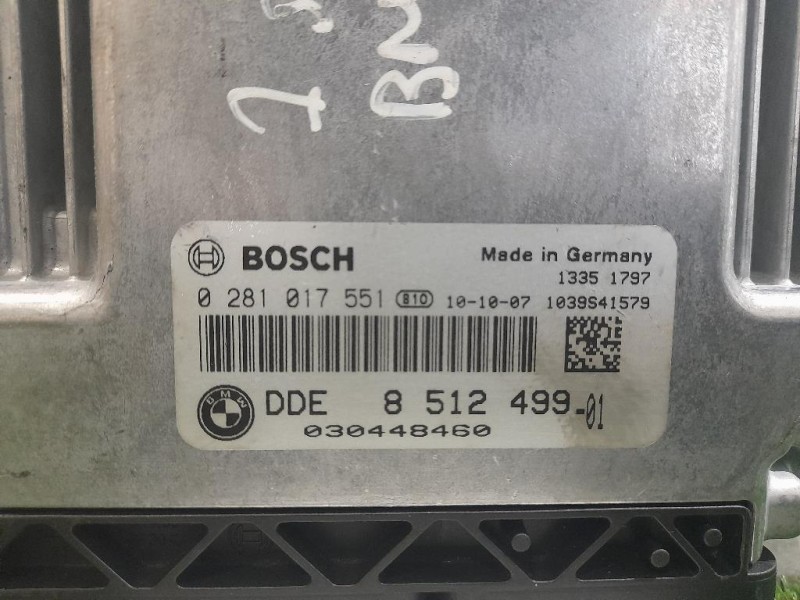 BOSCH
Made in Germany
1335 1797
0 281 017 551 810 10-10-07 1039S41579
BMW
DDE 8 512 499-01
030448460